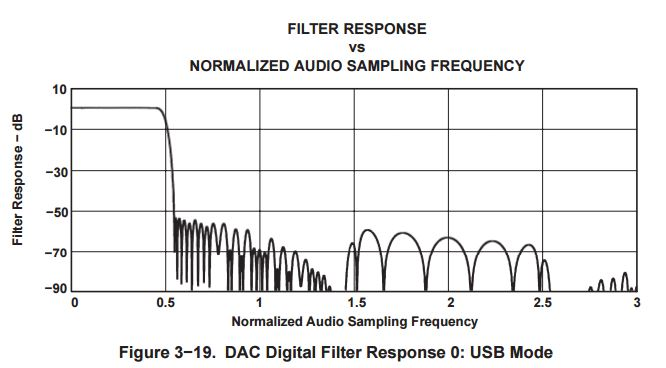 FILTER RESPONSE
vs
NORMALIZED AUDIO SAMPLING FREQUENCY
10
−10
−30
−50
−70
−90
Filter Response − dB
0 0.5 1 1.5 2 2.5 3
Normalized Audio Sampling Frequency
Figure 3−19. DAC Digital Filter Response 0: USB Mode